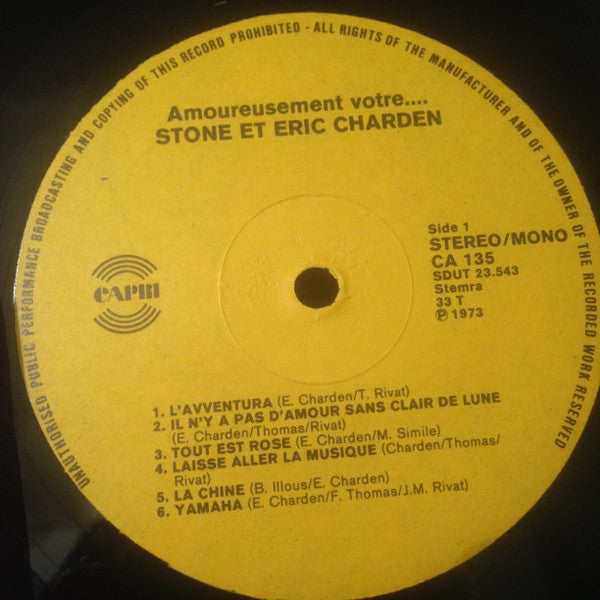 UNAUTHORISED PUBLIC PERFORMANCE BROADCASTING AND COPYING OF THIS RECORD PROHIBITED - ALL RIGHTS OF THE MANUFACTURER AND OF THE OWNER OF THE RECORDED WORK RESERVED
Amoureusement votre....
STONE ET ERIC CHARDEN
CAPRI
Side 1
STEREO/MONO
CA 135
SDUT 23.543
Stemra
33 T
Ⓟ 1973
1. L'AVVENTURA (E. Charden/T. Rivat)
2. IL N'Y A PAS D'AMOUR SANS CLAIR DE LUNE
(E. Charden/Thomas/Rivat)
3. TOUT EST ROSE (E. Charden/M. Simile)
4. LAISSE ALLER LA MUSIQUE (Charden/Thomas/
Rivat)
5. LA CHINE (B. Illous/E. Charden)
6. YAMAHA (E. Charden/F. Thomas/J.M. Rivat)